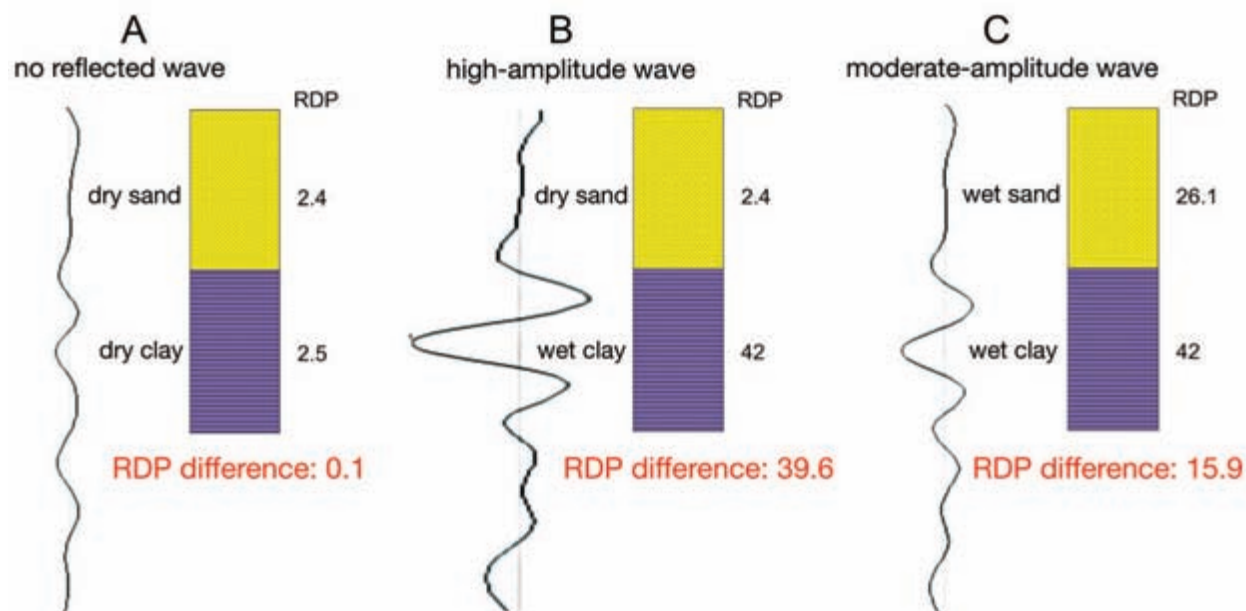 A
no reflected wave
RDP
dry sand
2.4
dry clay
2.5
RDP difference: 0.1
B
high-amplitude wave
RDP
dry sand
2.4
wet clay
42
RDP difference: 39.6
C
moderate-amplitude wave
RDP
wet sand
26.1
wet clay
42
RDP difference: 15.9